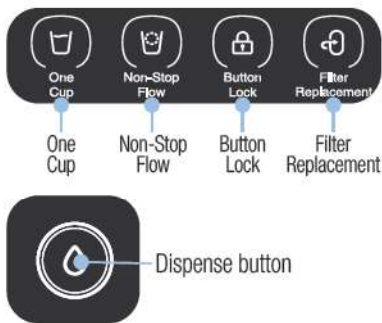 One Cup
Non-Stop Flow
Button Lock
Filter Replacement
One Cup
Non-Stop Flow
Button Lock
Filter Replacement
Dispense button